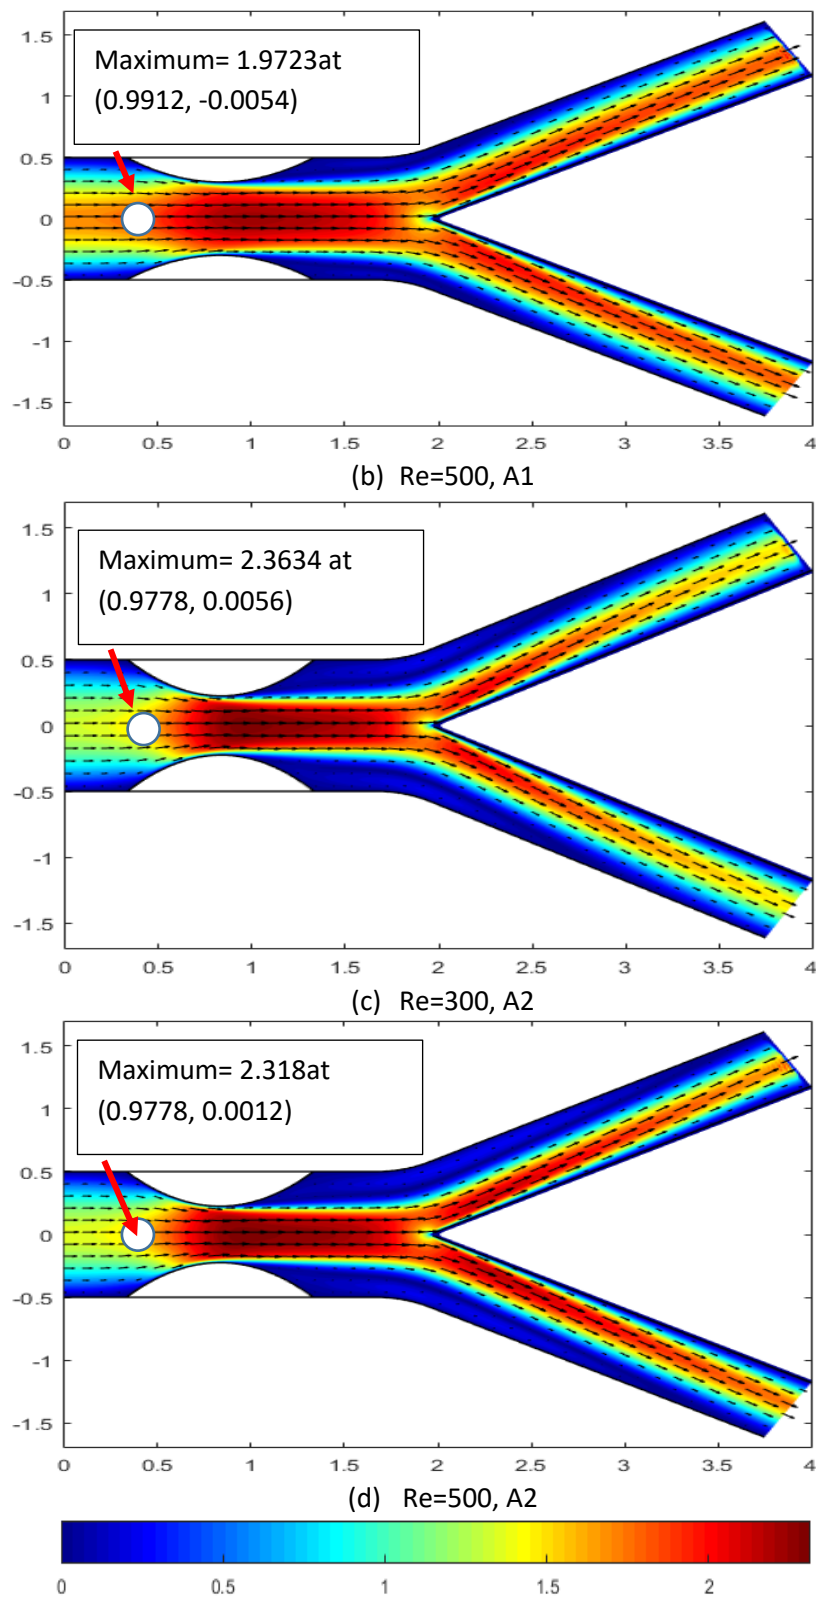 Maximum= 1.9723at
(0.9912, -0.0054)
1.5
1
0.5
0
-0.5
-1
-1.5
0 0.5 1 1.5 2 2.5 3 3.5 4
(b) Re=500, A1
Maximum= 2.3634 at
(0.9778, 0.0056)
1.5
1
0.5
0
-0.5
-1
-1.5
0 0.5 1 1.5 2 2.5 3 3.5 4
(c) Re=300, A2
Maximum= 2.318at
(0.9778, 0.0012)
1.5
1
0.5
0
-0.5
-1
-1.5
0 0.5 1 1.5 2 2.5 3 3.5 4
(d) Re=500, A2
0 0.5 1 1.5 2